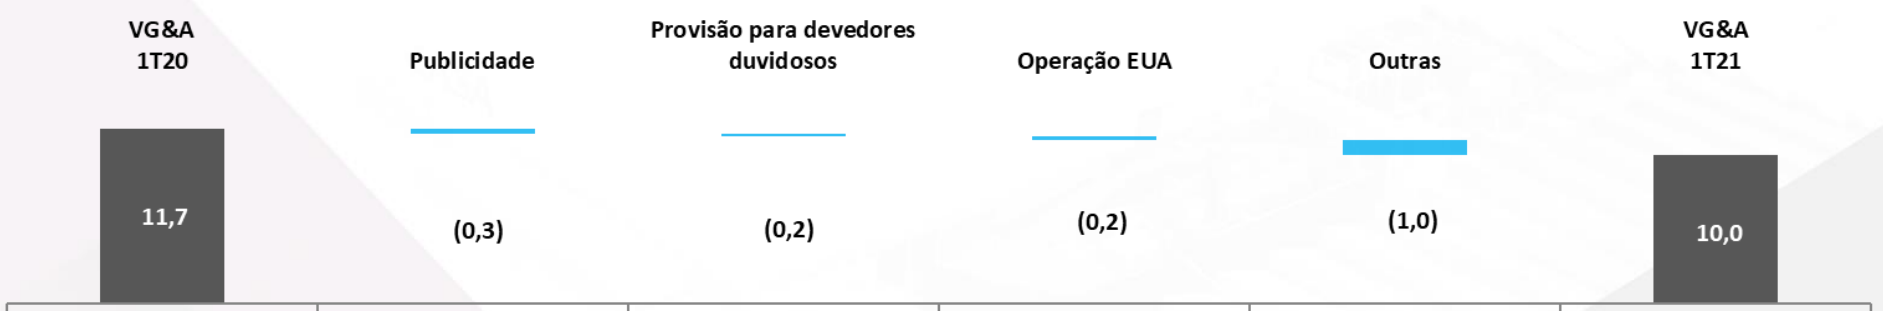 VG&A
1T20
Publicidade
Provisão para devedores
duvidosos
Operação EUA
Outras
VG&A
1T21
11,7
(0,3)
(0,2)
(0,2)
(1,0)
10,0